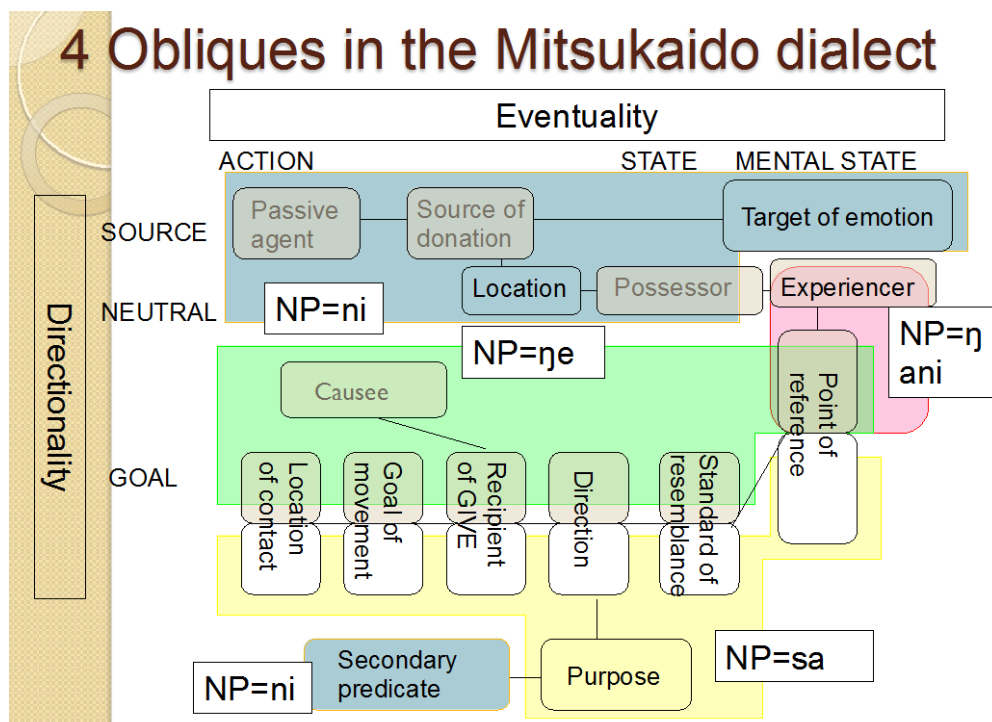 4 Obliques in the Mitsukaido dialect
Eventuality
ACTION
STATE
MENTAL STATE
Directionality
SOURCE
Passive
agent
Source of
donation
Target of emotion
NEUTRAL
NP=ni
Location
Possessor
Experiencer
NP=ŋe
NP=ŋ
ani
Causee
Point of
reference
GOAL
Location
of contact
Goal of
movement
Recipient
of GIVE
Direction
Standard of
resemblance
NP=ni
Secondary
predicate
Purpose
NP=sa